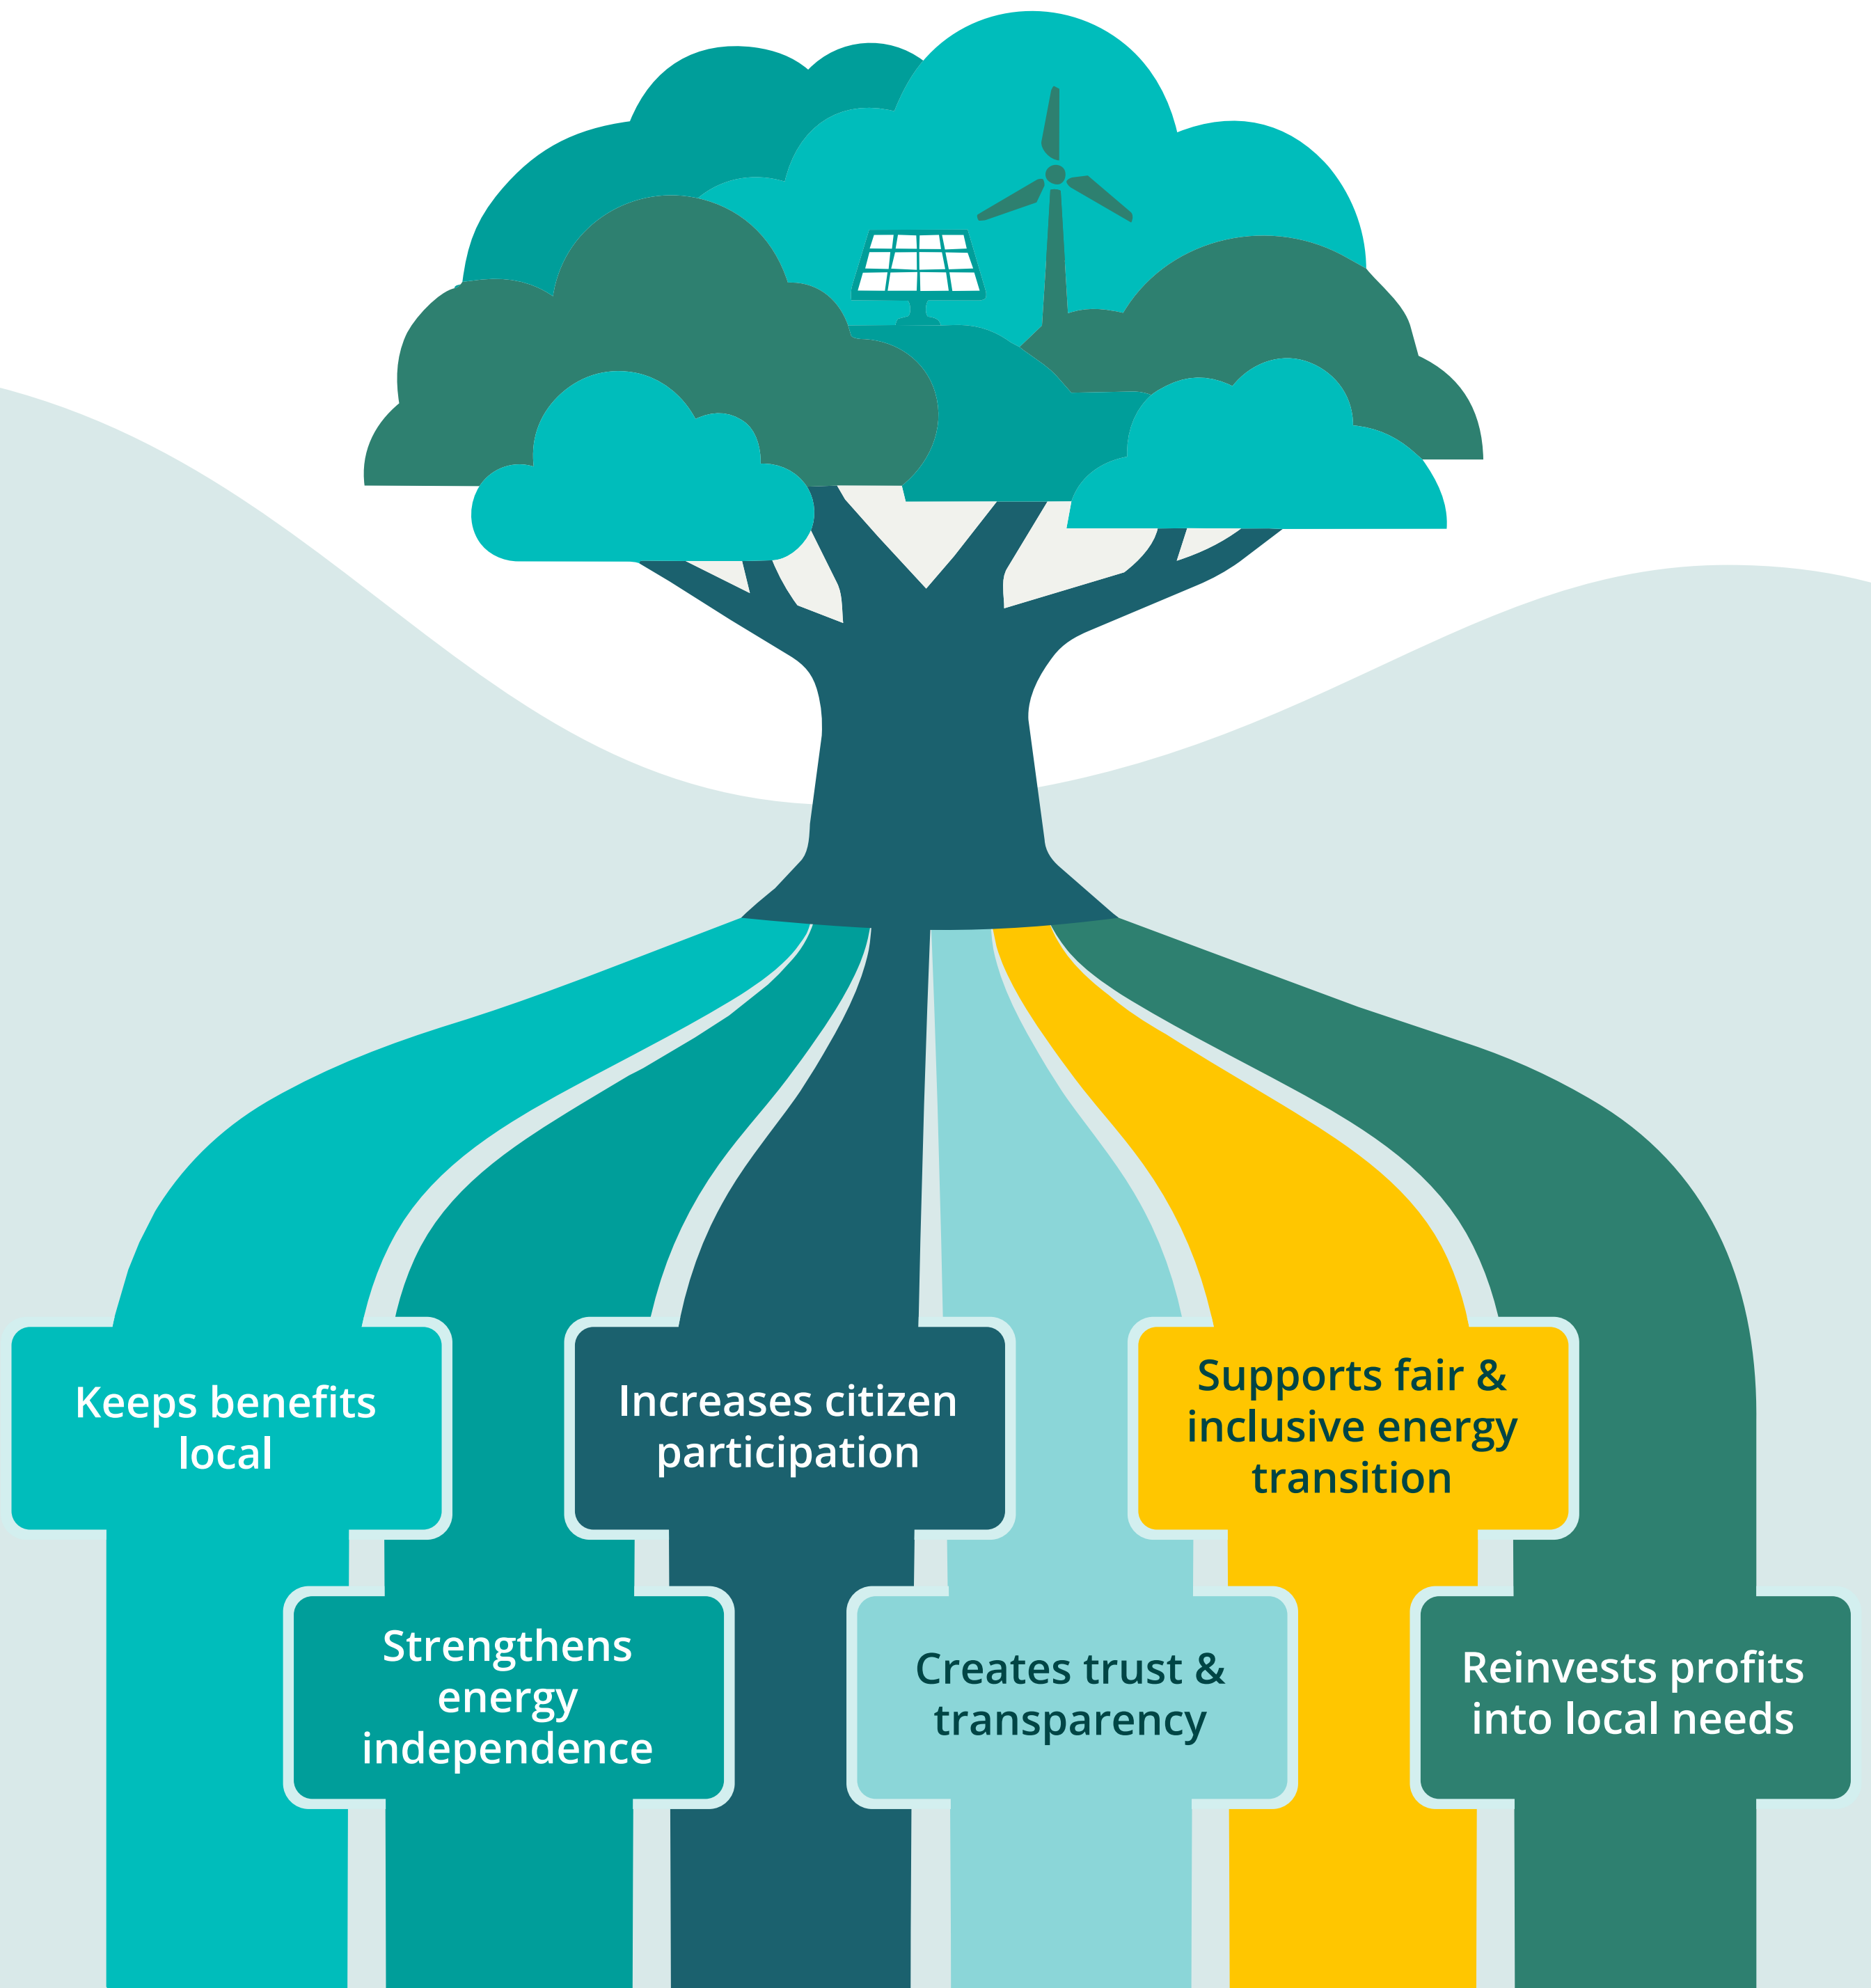 Keeps benefits
local
Increases citizen
participation
Supports fair &
inclusive energy
transition
Strengthens
energy
independence
Creates trust &
transparency
Reinvests profits
into local needs